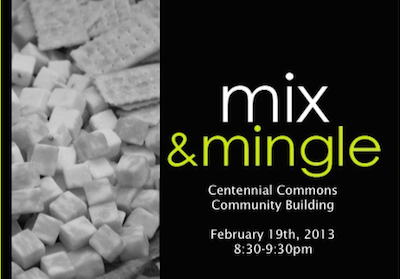 mix
&mingle
Centennial Commons
Community Building
February 19th, 2013
8:30-9:30pm